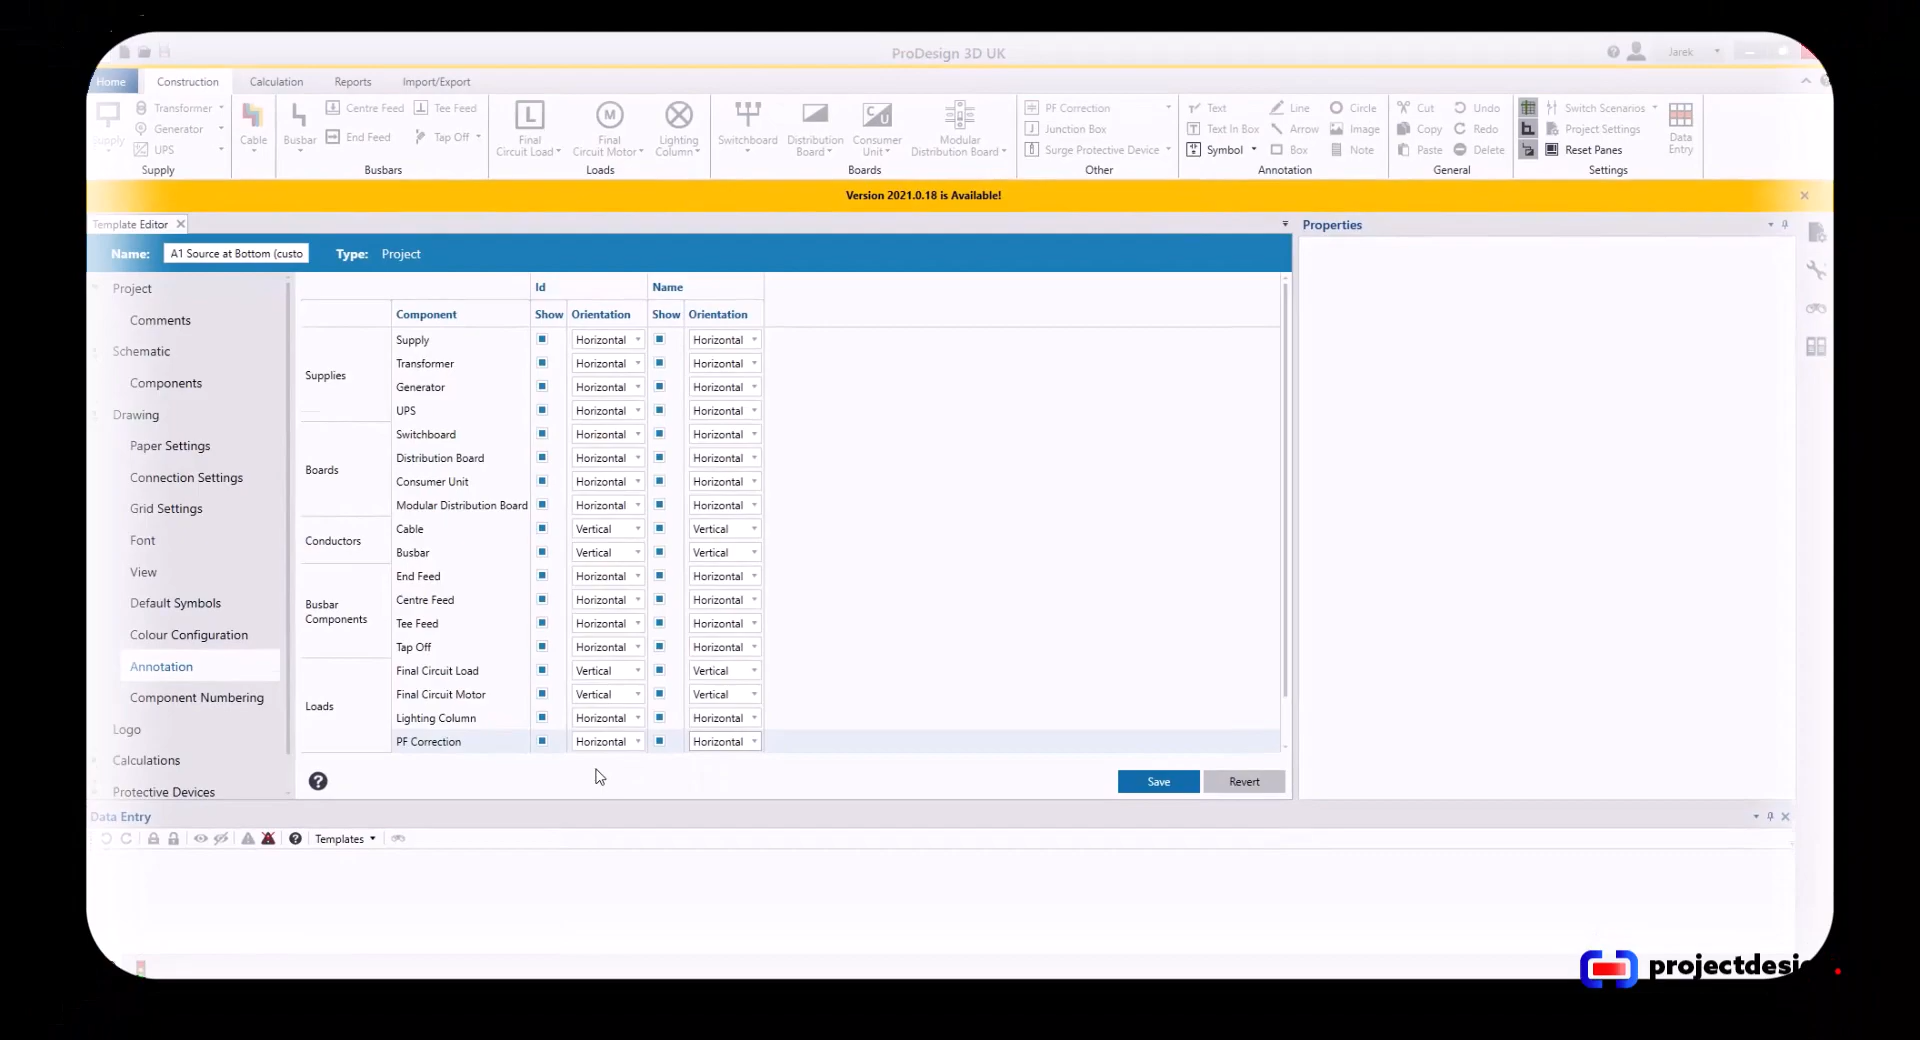 ProDesign 3D UK
Jarek
Home Construction Calculation Reports Import/Export
Supply
Transformer
Generator
UPS
Supply
Cable
Busbar
Centre Feed
Tee Feed
End Feed
Tap Off
Busbars
Final Circuit Load
Final Circuit Motor
Lighting Column
Loads
Switchboard
Distribution Board
Consumer Unit
Modular Distribution Board
Boards
PF Correction
Junction Box
Surge Protective Device
Other
Text
Line
Circle
Text In Box
Arrow
Image
Symbol
Box
Note
Annotation
Cut
Undo
Copy
Redo
Paste
Delete
General
Switch Scenarios
Project Settings
Reset Panes
Settings
Data Entry
Version 2021.0.18 is Available!
Template Editor
Properties
Name: A1 Source at Bottom (custo Type: Project
Project
Comments
Schematic
Components
Drawing
Paper Settings
Connection Settings
Grid Settings
Font
View
Default Symbols
Colour Configuration
Annotation
Component Numbering
Logo
Calculations
Protective Devices
Id Name
Component Show Orientation Show Orientation
Supplies
Supply Horizontal Horizontal
Transformer Horizontal Horizontal
Generator Horizontal Horizontal
UPS Horizontal Horizontal
Boards
Switchboard Horizontal Horizontal
Distribution Board Horizontal Horizontal
Consumer Unit Horizontal Horizontal
Modular Distribution Board Horizontal Horizontal
Conductors
Cable Vertical Vertical
Busbar Vertical Vertical
Busbar Components
End Feed Horizontal Horizontal
Centre Feed Horizontal Horizontal
Tee Feed Horizontal Horizontal
Tap Off Horizontal Horizontal
Loads
Final Circuit Load Vertical Vertical
Final Circuit Motor Vertical Vertical
Lighting Column Horizontal Horizontal
PF Correction Horizontal Horizontal
Save Revert
Data Entry
Templates